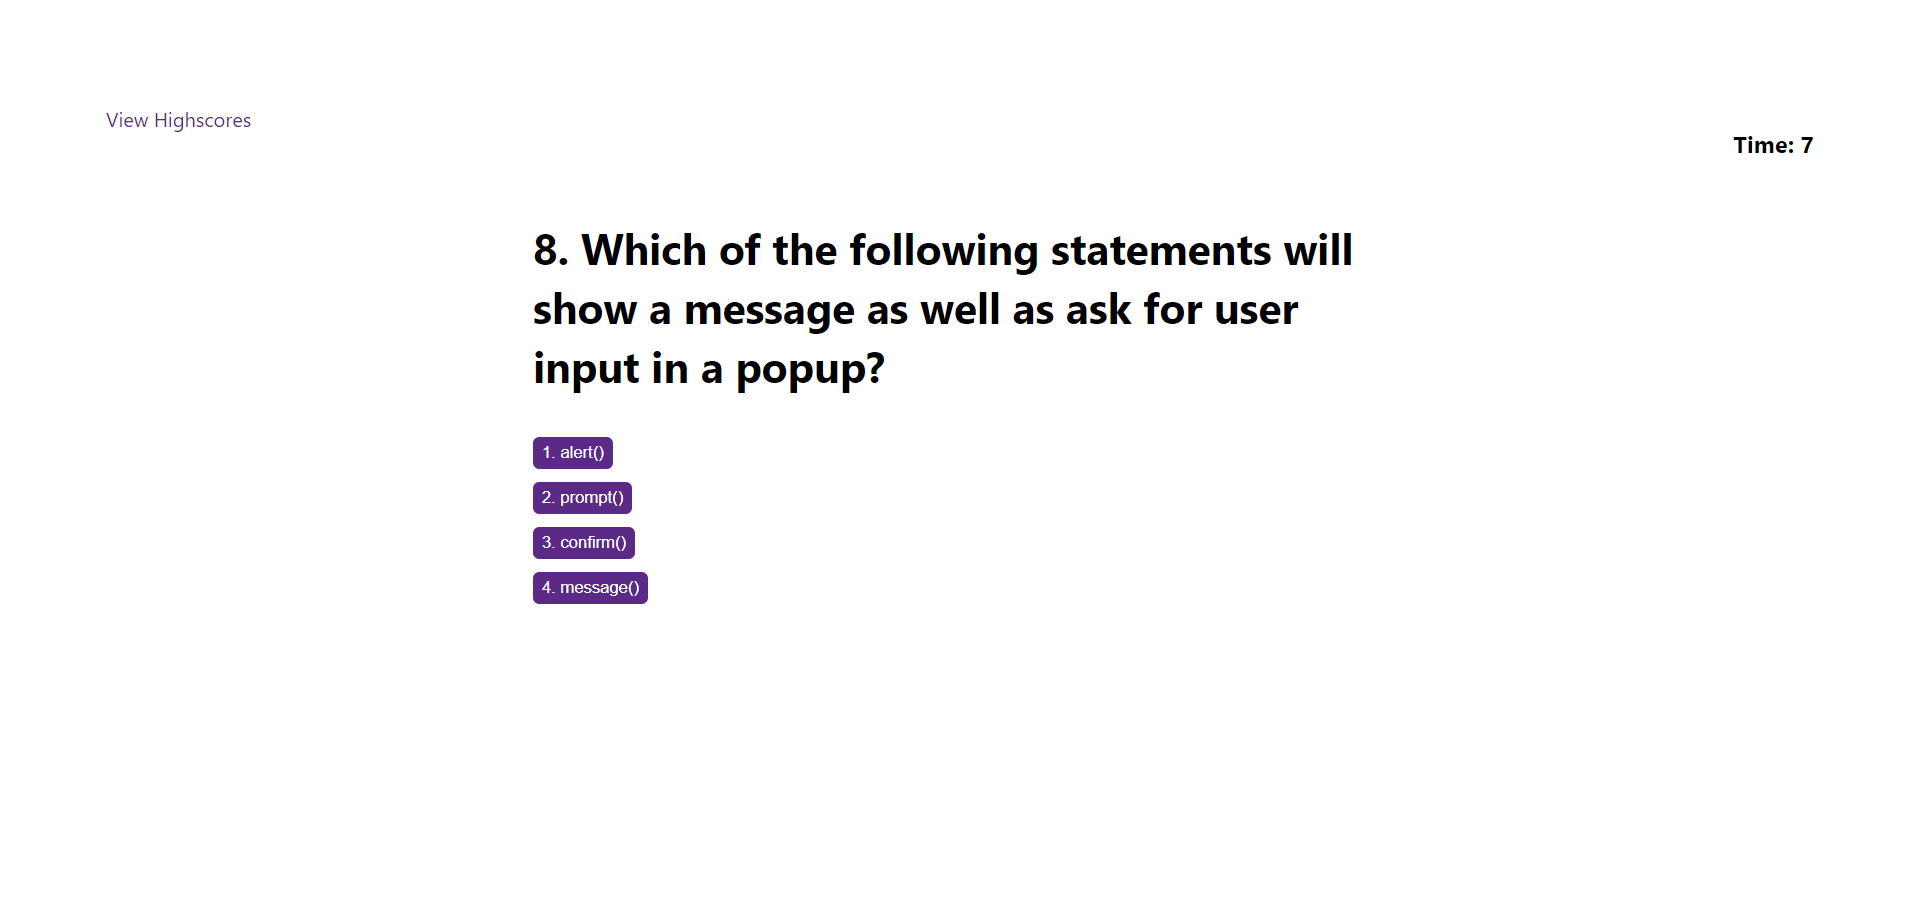 View Highscores
Time: 7
8. Which of the following statements will
show a message as well as ask for user
input in a popup?
1. alert()
2. prompt()
3. confirm()
4. message()